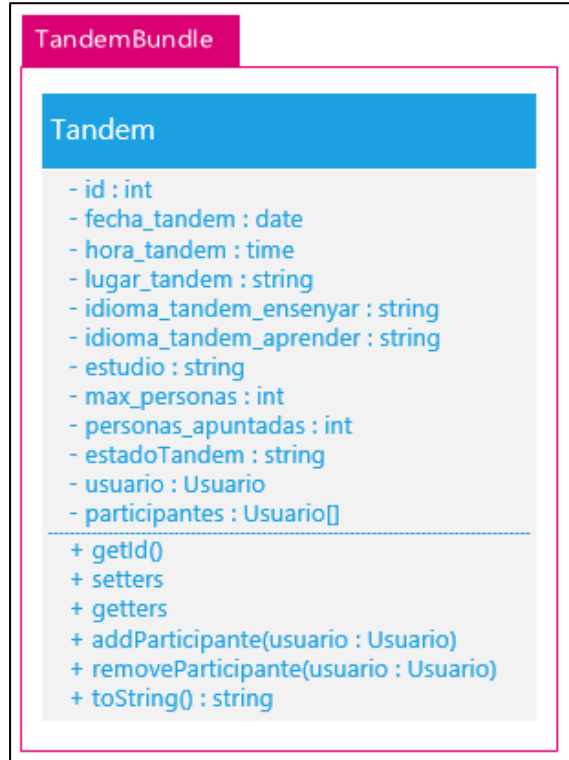 TandemBundle
Tandem
- id : int
- fecha_tandem : date
- hora_tandem : time
- lugar_tandem : string
- idioma_tandem_ensenyar : string
- idioma_tandem_aprender : string
- estudio : string
- max_personas : int
- personas_apuntadas : int
- estadoTandem : string
- usuario : Usuario
- participantes : Usuario[]
+ getId()
+ setters
+ getters
+ addParticipante(usuario : Usuario)
+ removeParticipante(usuario : Usuario)
+ toString() : string